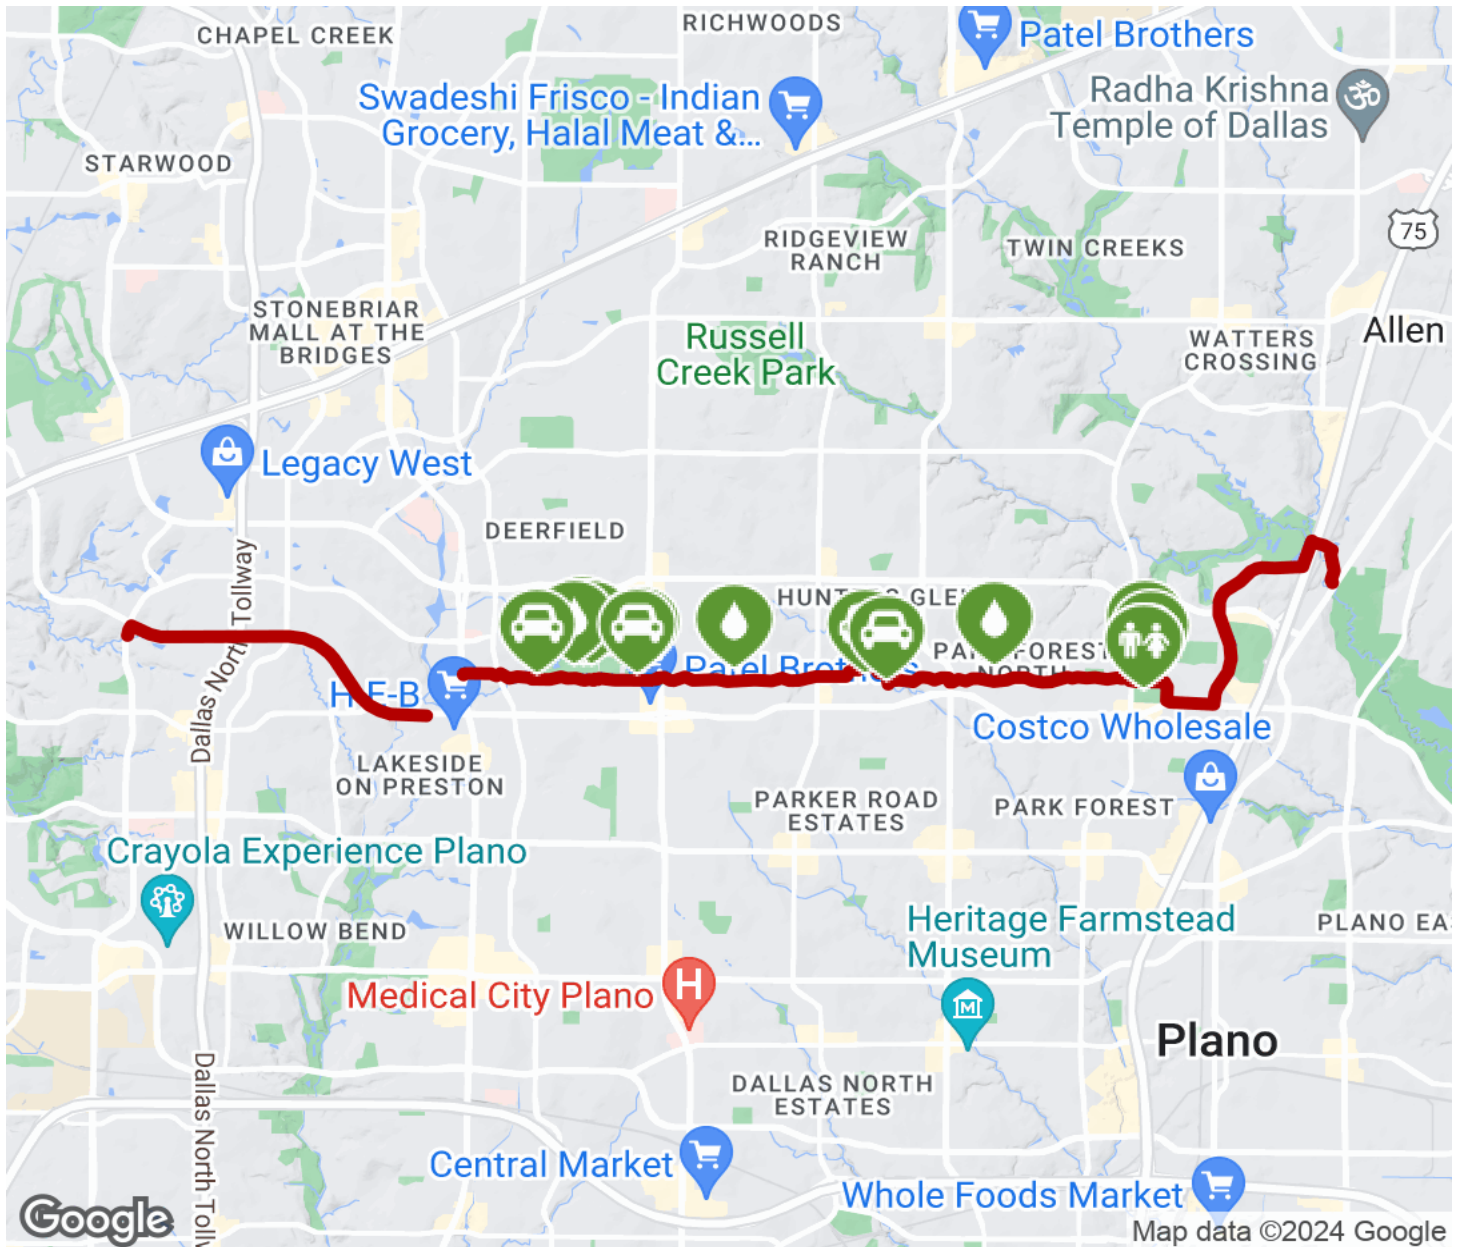 CHAPEL CREEK
RICHWOODS
Patel Brothers
Swadeshi Frisco - Indian
Grocery, Halal Meat &...
Radha Krishna
Temple of Dallas
STARWOOD
75
RIDGEVIEW
RANCH
TWIN CREEKS
STONEBRIAR
MALL AT THE
BRIDGES
Russell
Creek Park
WATTERS
CROSSING
Allen
Legacy West
DEERFIELD
Dallas North Tollway
H-E-B
Patel Brothers
Costco Wholesale
LAKESIDE
ON PRESTON
PARKER ROAD
ESTATES
PARK FOREST
Crayola Experience Plano
WILLOW BEND
Heritage Farmstead
Museum
PLANO EA
Medical City Plano
H
M
Plano
Dallas North Toll
DALLAS NORTH
ESTATES
Central Market
Whole Foods Market
Google
Map data ©2024 Google